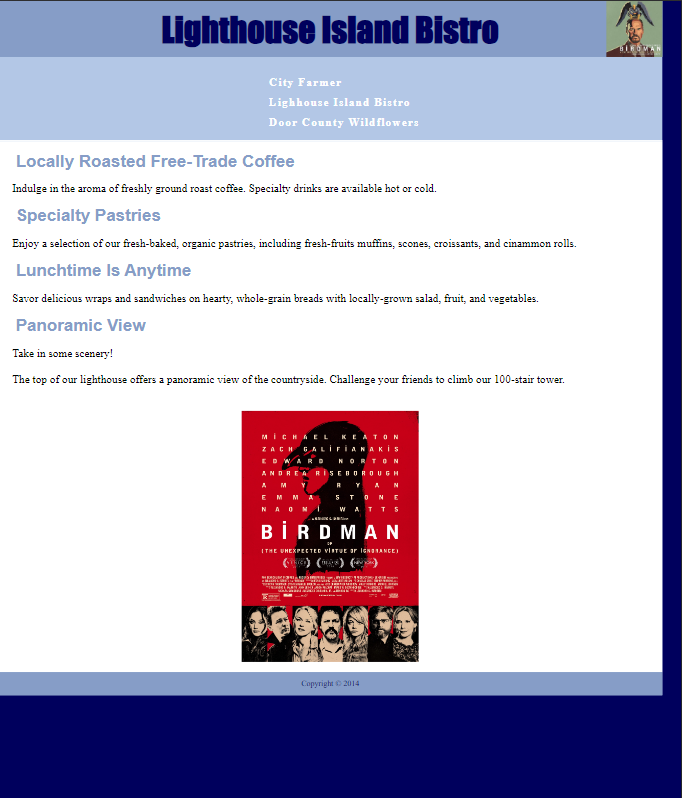 Lighthouse Island Bistro
BIRDMAN
City Farmer
Lighhouse Island Bistro
Door County Wildflowers
Locally Roasted Free-Trade Coffee
Indulge in the aroma of freshly ground roast coffee. Specialty drinks are available hot or cold.
Specialty Pastries
Enjoy a selection of our fresh-baked, organic pastries, including fresh-fruits muffins, scones, croissants, and cinammon rolls.
Lunchtime Is Anytime
Savor delicious wraps and sandwiches on hearty, whole-grain breads with locally-grown salad, fruit, and vegetables.
Panoramic View
Take in some scenery!
The top of our lighthouse offers a panoramic view of the countryside. Challenge your friends to climb our 100-stair tower.
MiCHAEL KEATON
ZACH GALiFiANAKiS
EDWARD NORTON
ANDREA RiSEBOROUGH
AMY RYAN
EMMA STONE
NAOMi WATTS
BiRDMAN
OR
(THE UNEXPECTED ViRTUE OF iGNORANCE)
Copyright © 2014